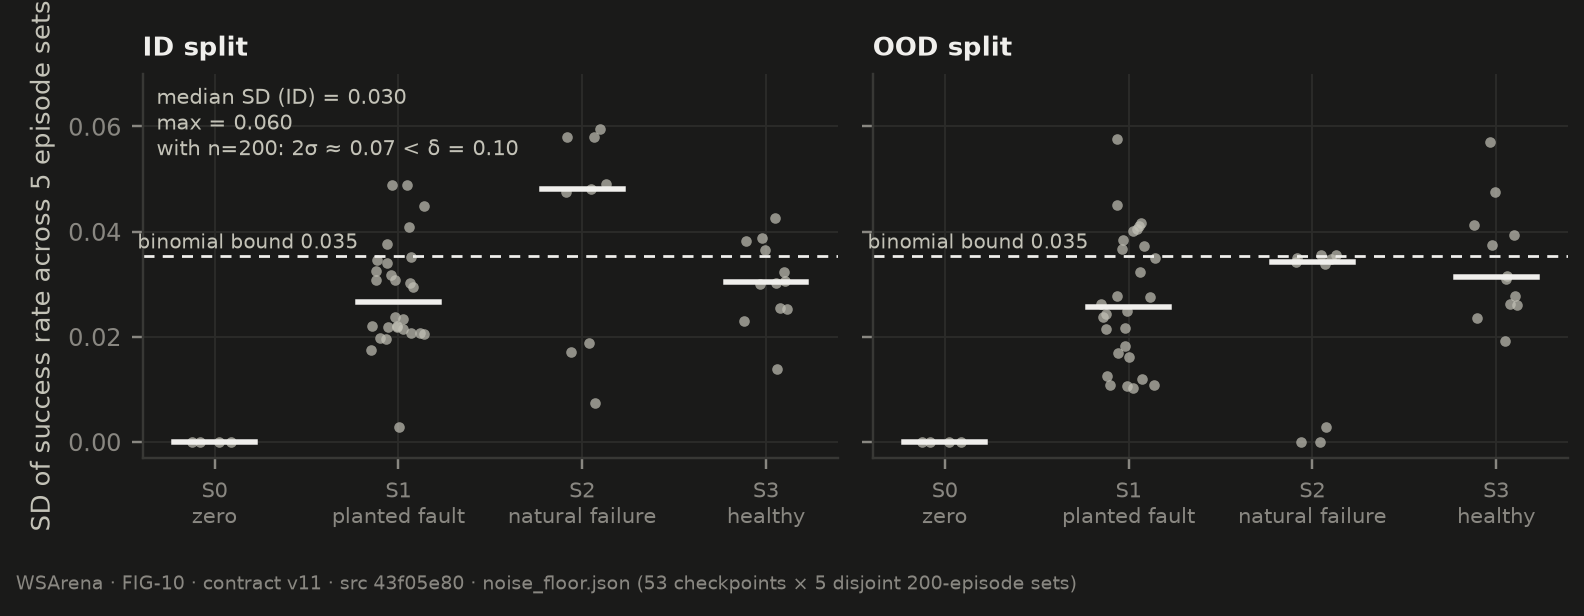 ID split
OOD split
SD of success rate across 5 episode sets
median SD (ID) = 0.030
max = 0.060
with n=200: 2σ ≈ 0.07 < δ = 0.10
0.06
0.04
0.02
0.00
binomial bound 0.035
binomial bound 0.035
S0
zero
S1
planted fault
S2
natural failure
S3
healthy
S0
zero
S1
planted fault
S2
natural failure
S3
healthy
WSArena · FIG-10 · contract v11 · src 43f05e80 · noise_floor.json (53 checkpoints × 5 disjoint 200-episode sets)